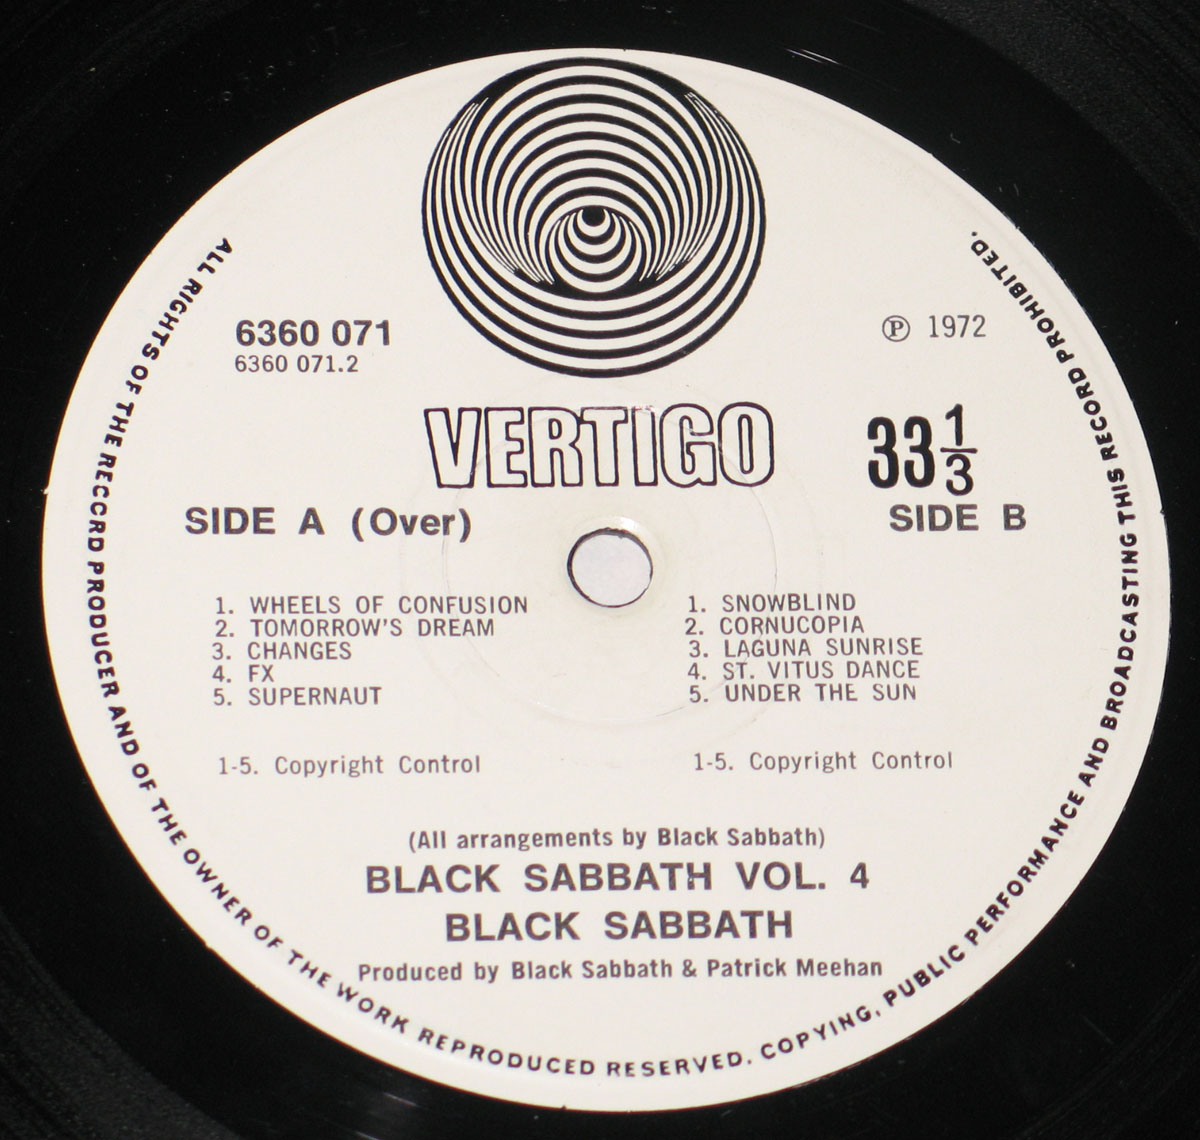 VERTIGO
6360 071
6360 071.2
Ⓟ 1972
33 1/3
SIDE A (Over)
1. WHEELS OF CONFUSION
2. TOMORROW'S DREAM
3. CHANGES
4. FX
5. SUPERNAUT
1-5. Copyright Control
SIDE B
1. SNOWBLIND
2. CORNUCOPIA
3. LAGUNA SUNRISE
4. ST. VITUS DANCE
5. UNDER THE SUN
1-5. Copyright Control
(All arrangements by Black Sabbath)
BLACK SABBATH VOL. 4
BLACK SABBATH
Produced by Black Sabbath & Patrick Meehan
ALL RIGHTS OF THE RECCRD PRODUCER AND OF THE OWNER OF THE WORK REPRODUCED RESERVED. COPYING, PUBLIC PERFORMANCE AND BROADCASTING THIS RECORD PROHIBITED.